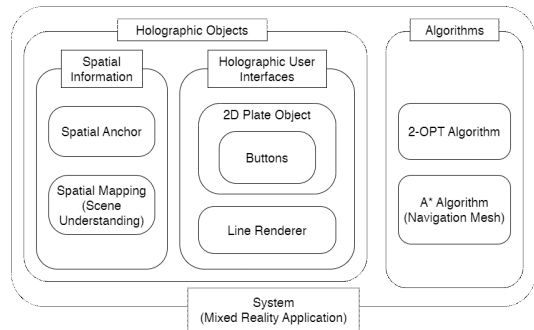 Holographic Objects
Algorithms
Spatial
Information
Holographic User
Interfaces
2D Plate Object
Spatial Anchor
Buttons
2-OPT Algorithm
Spatial Mapping
(Scene
Understanding)
Line Renderer
A* Algorithm
(Navigation Mesh)
System
(Mixed Reality Application)